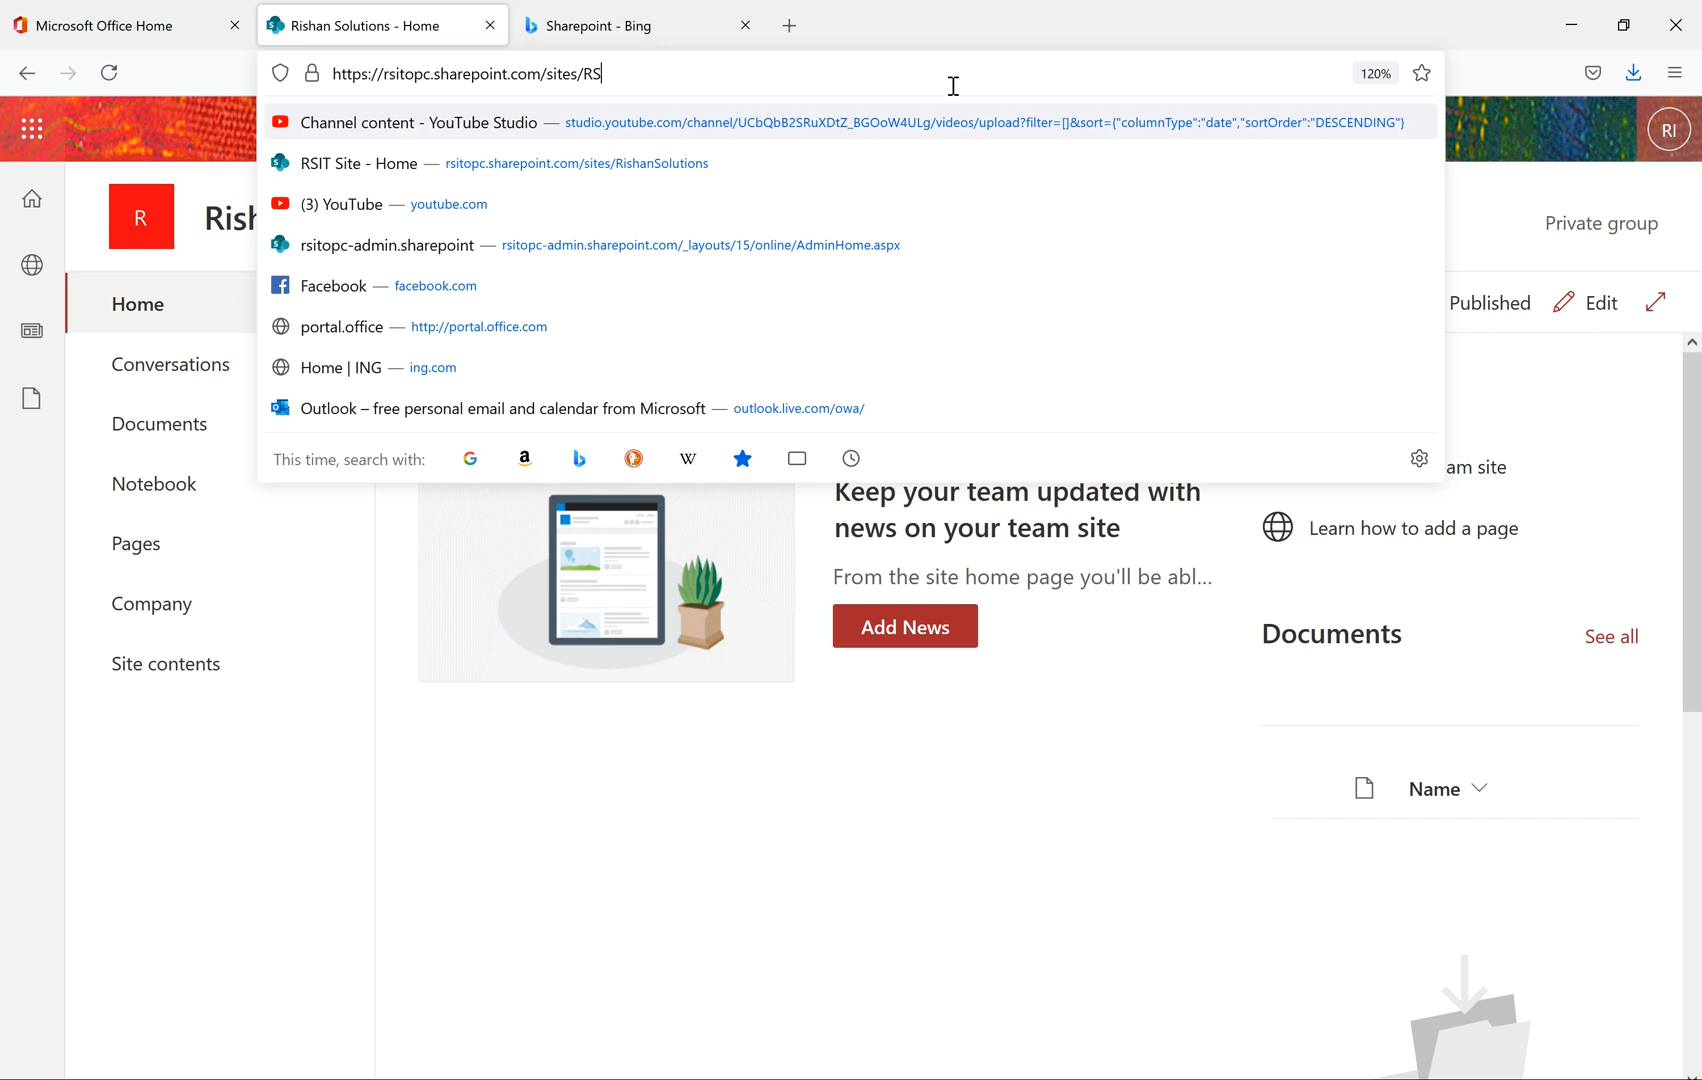 Microsoft Office Home
Rishan Solutions - Home
Sharepoint - Bing
https://rsitopc.sharepoint.com/sites/RS
120%
Channel content - YouTube Studio — studio.youtube.com/channel/UCbQbB2SRuXDtZ_BGOoW4ULg/videos/upload?filter=[]&sort={"columnType":"date","sortOrder":"DESCENDING"}
RSIT Site - Home — rsitopc.sharepoint.com/sites/RishanSolutions
(3) YouTube — youtube.com
rsitopc-admin.sharepoint — rsitopc-admin.sharepoint.com/_layouts/15/online/AdminHome.aspx
Facebook — facebook.com
portal.office — http://portal.office.com
Home | ING — ing.com
Outlook – free personal email and calendar from Microsoft — outlook.live.com/owa/
This time, search with:
RI
R
Rish
Private group
Published
Edit
Home
Conversations
Documents
Notebook
Pages
Company
Site contents
Keep your team updated with
news on your team site
From the site home page you'll be abl...
Add News
am site
Learn how to add a page
Documents
See all
Name